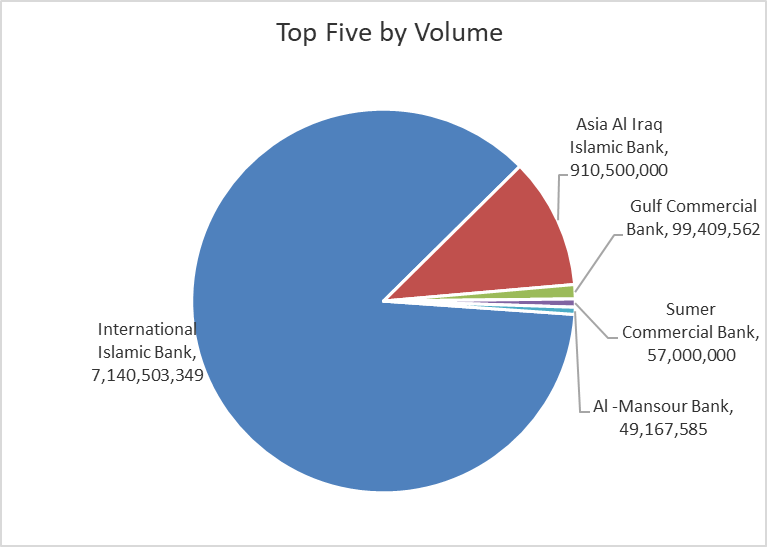 Top Five by Volume
Asia Al Iraq
Islamic Bank,
910,500,000
Gulf Commercial
Bank, 99,409,562
Sumer
Commercial Bank,
57,000,000
Al -Mansour Bank,
49,167,585
International
Islamic Bank,
7,140,503,349